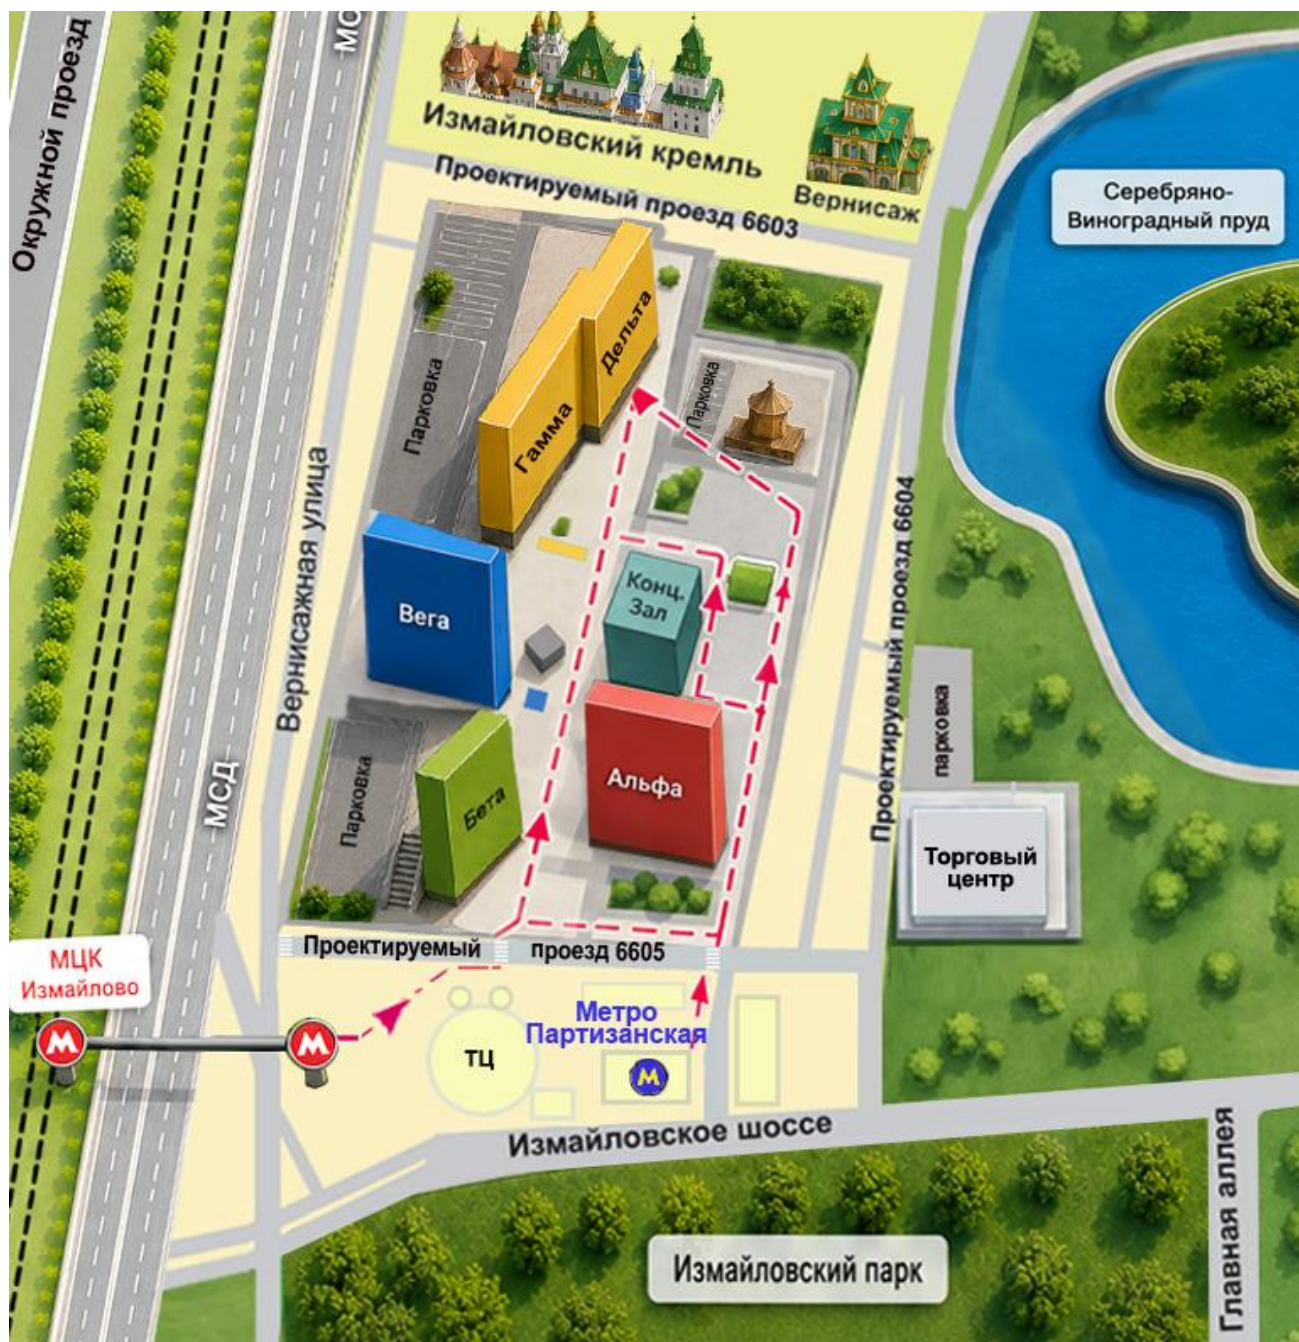 Окружной проезд
МС
Измайловский кремль
Вернисаж
Проектируемый проезд 6603
Серебряно-
Виноградный пруд
Дельта
Гамма
Парковка
Парковка
Вернисажная улица
Проектируемый проезд 6604
Вега
Конц.
Зал
Альфа
Бета
Парковка
парковка
МСД
Торговый
центр
Проектируемый
проезд 6605
МЦК
Измайлово
М
М
Метро
Партизанская
М
ТЦ
Измайловское шоссе
Измайловский парк
Главная аллея